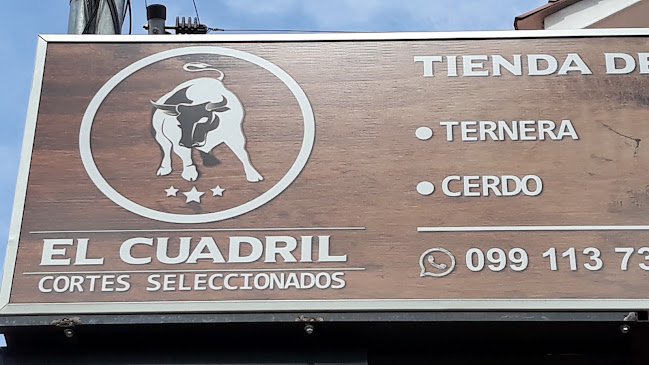 TIENDA DE
• TERNERA
• CERDO
099 113 73
EL CUADRIL
CORTES SELECCIONADOS